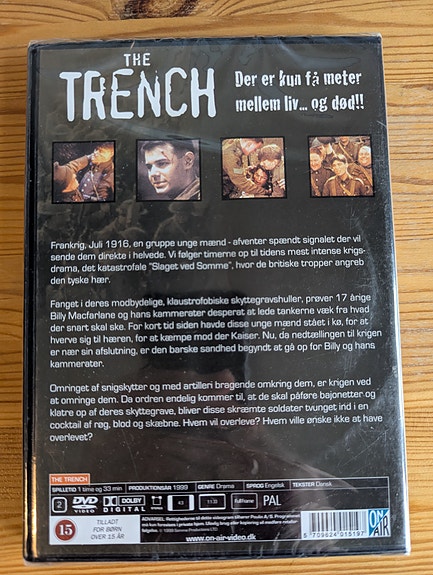 THE
TRENCH
Der er kun få meter
mellem liv... og død!!
Frankrig, Juli 1916, en gruppe unge mænd - afventer spændt signalet der vil
sende dem direkte i helvede. Vi følger timerne op til tidens mest intense krigs-
drama, det katastrofale "Slaget ved Somme", hvor de britiske tropper angreb
den tyske hær.
Fanget i deres modbydelige, klaustrofobiske skyttegravshuller, prøver 17 årige
Billy Macfarlane og hans kammerater desperat at lede tankerne væk fra hvad
der snart skal ske. For kort tid siden havde disse unge mænd stået i kø, for at
hverve sig til hæren, for at kæmpe mod der Kaiser. Nu, da nedtællingen til krigen
er nær sin afslutning, er den barske sandhed begyndt at gå op for Billy og hans
kammerater.
Omringet af snigskytter og med artilleri bragende omkring dem, er krigen ved
at omringe dem. Da ordren endelig kommer til, at de skal påføre bajonetter og
klatre op af deres skyttegrave, bliver disse skræmte soldater tvunget ind i en
cocktail af røg, blod og skæbne. Hvem vil overleve? Hvem ville ønske ikke at have
overlevet?
THE TRENCH
SPILLETID 1 time og 33 min PRODUKTIONSÅR 1999 GENRE Drama SPROG Engelsk TEKSTER Dansk
2 DVD VIDEO DOLBY DIGITAL 4:3 Fullframe PAL
15
TILLADT
FOR BØRN
OVER 15 ÅR
www.on-air-video.dk
ON
AIR
5 709624 015197